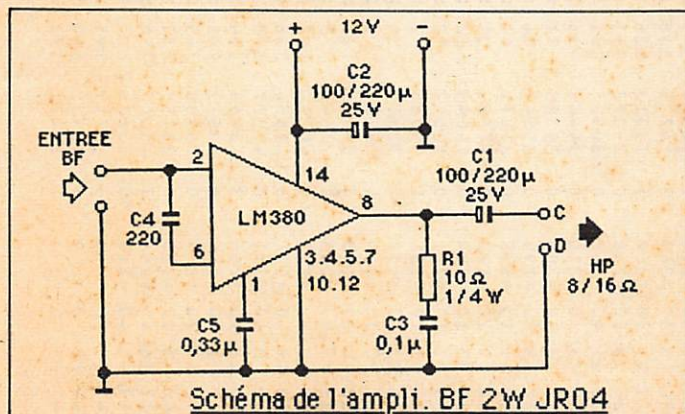 + 12V -
C2
100/220µ
25V
ENTREE
BF
2
14
C1
100/220µ
25V
8
C4
220
LM380
C
D
6
3.4.5.7
10.12
R1
10Ω
1/4W
HP
8/16Ω
1
C5
0,33µ
C3
0,1µ
Schéma de l'ampli. BF 2W JR04